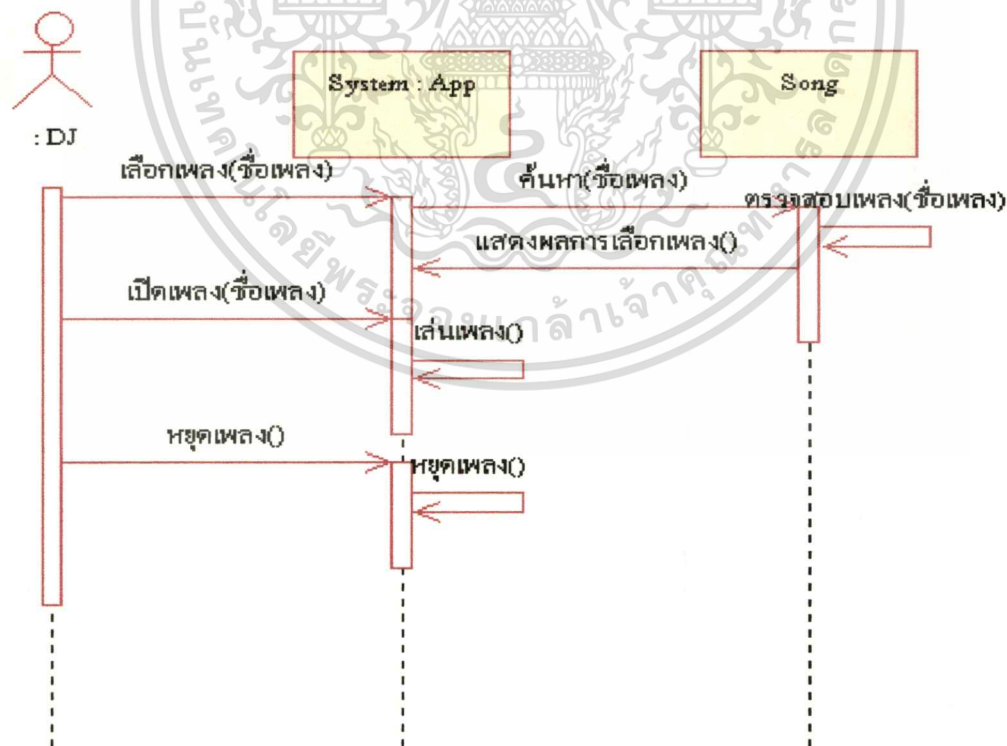 System : App
Song
: DJ
เลือกเพลง(ชื่อเพลง)
ค้นหา(ชื่อเพลง)
ตรวจสอบเพลง(ชื่อเพลง)
แสดงผลการเลือกเพลง()
เปิดเพลง(ชื่อเพลง)
เล่นเพลง()
หยุดเพลง()
หยุดเพลง()